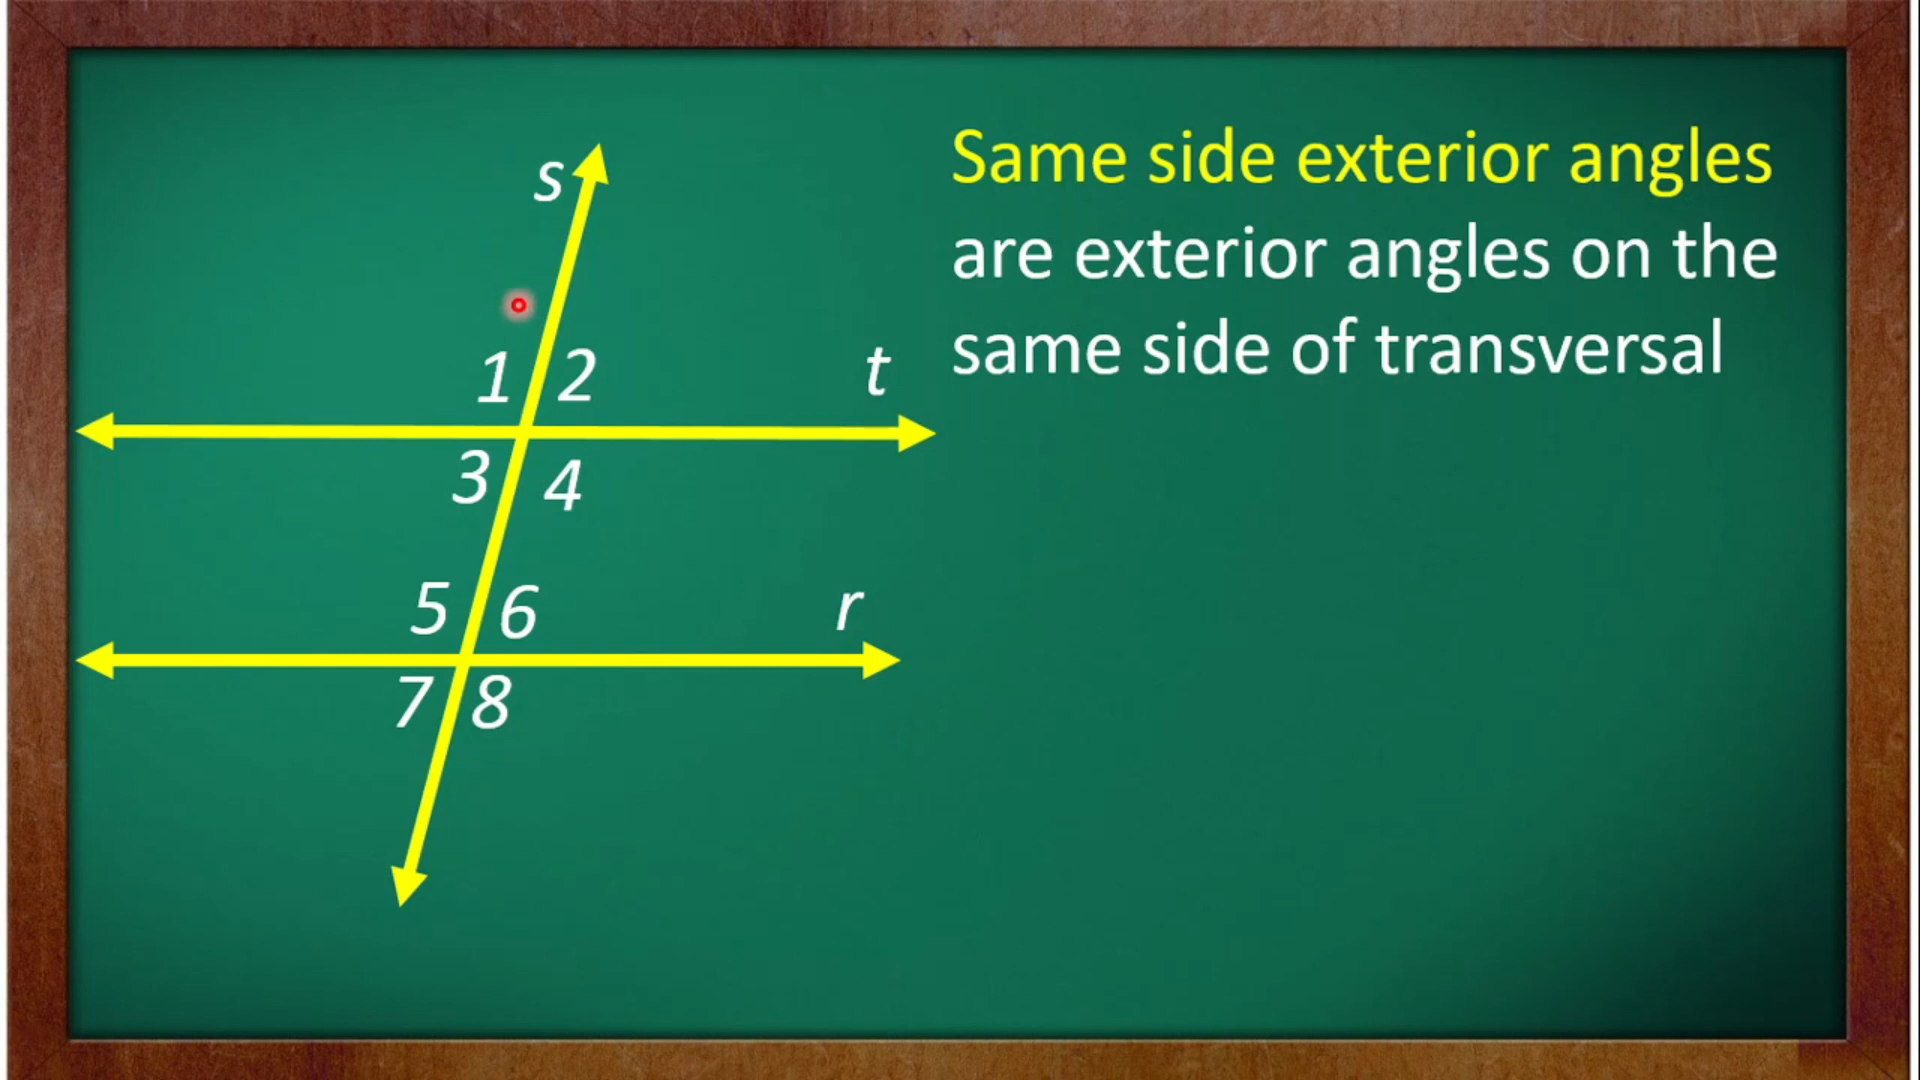 s
Same side exterior angles
are exterior angles on the
same side of transversal
1 2 t
3 4
5 6 r
7 8